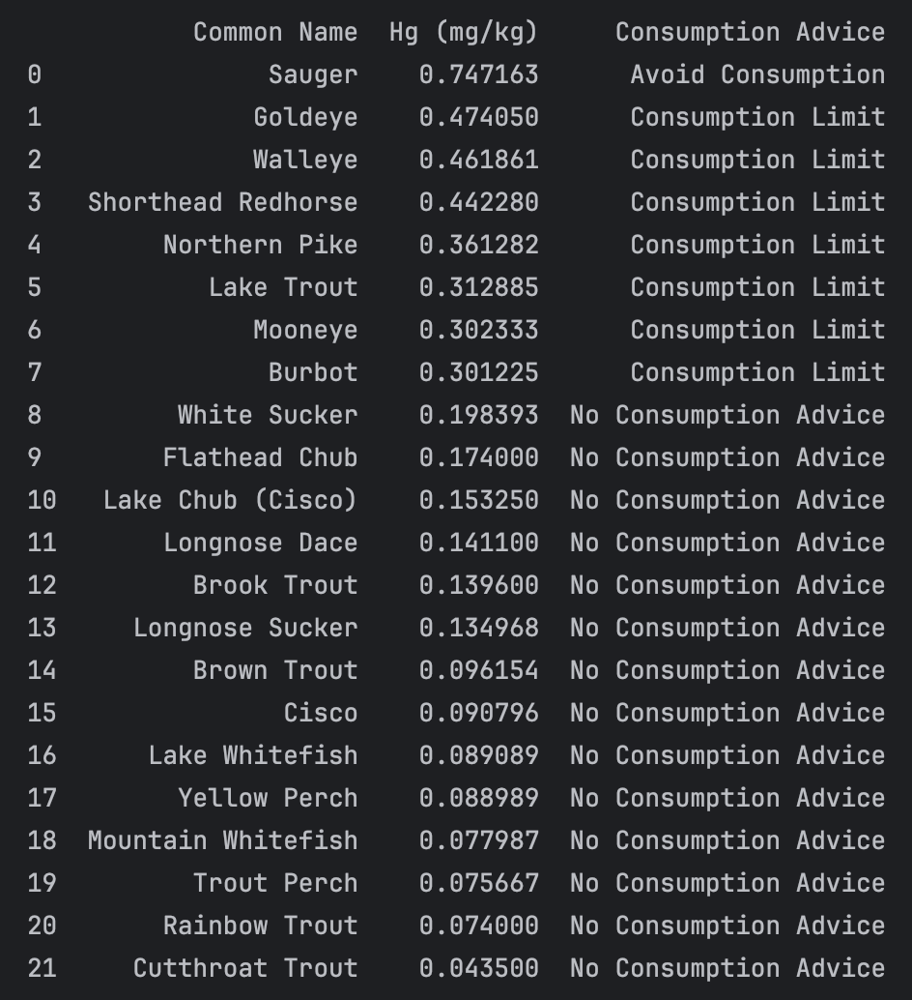 Common Name Hg (mg/kg) Consumption Advice
0 Sauger 0.747163 Avoid Consumption
1 Goldeye 0.474050 Consumption Limit
2 Walleye 0.461861 Consumption Limit
3 Shorthead Redhorse 0.442280 Consumption Limit
4 Northern Pike 0.361282 Consumption Limit
5 Lake Trout 0.312885 Consumption Limit
6 Mooneye 0.302333 Consumption Limit
7 Burbot 0.301225 Consumption Limit
8 White Sucker 0.198393 No Consumption Advice
9 Flathead Chub 0.174000 No Consumption Advice
10 Lake Chub (Cisco) 0.153250 No Consumption Advice
11 Longnose Dace 0.141100 No Consumption Advice
12 Brook Trout 0.139600 No Consumption Advice
13 Longnose Sucker 0.134968 No Consumption Advice
14 Brown Trout 0.096154 No Consumption Advice
15 Cisco 0.090796 No Consumption Advice
16 Lake Whitefish 0.089089 No Consumption Advice
17 Yellow Perch 0.088989 No Consumption Advice
18 Mountain Whitefish 0.077987 No Consumption Advice
19 Trout Perch 0.075667 No Consumption Advice
20 Rainbow Trout 0.074000 No Consumption Advice
21 Cutthroat Trout 0.043500 No Consumption Advice